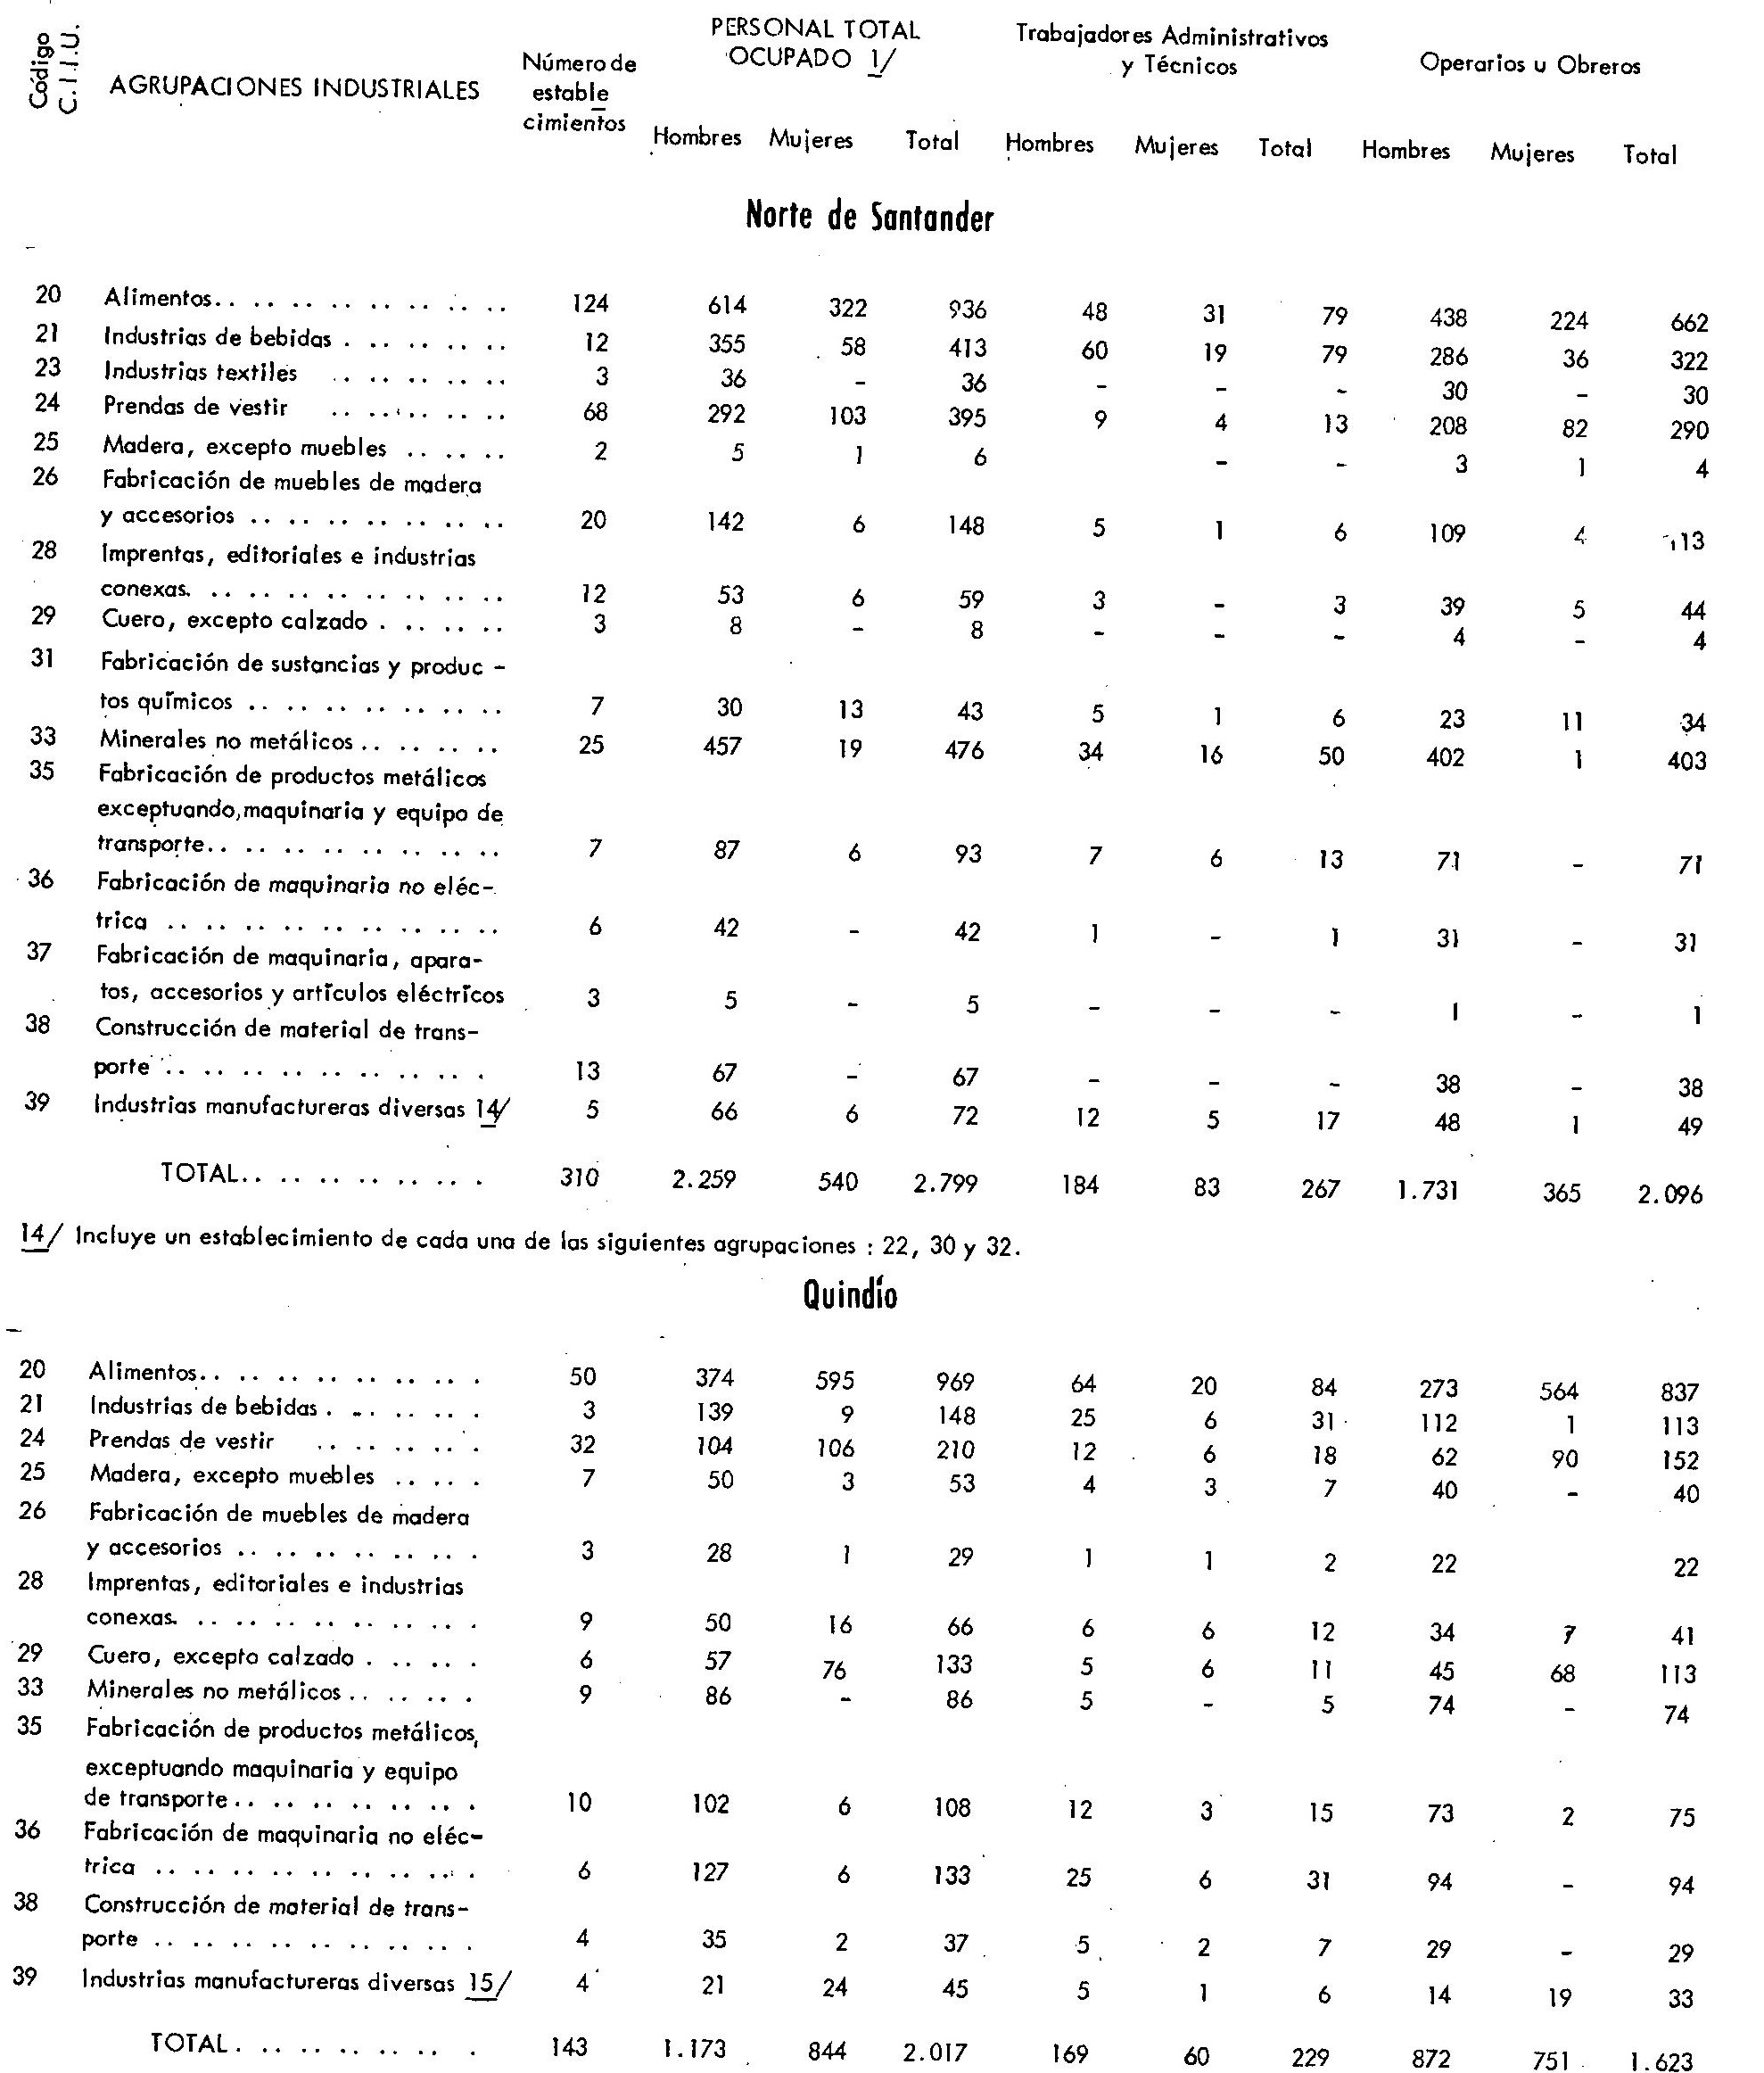 Código C.I.I.U.
AGRUPACIONES INDUSTRIALES
Número de estable cimientos
PERSONAL TOTAL OCUPADO 1/
Trabajadores Administrativos y Técnicos
Operarios u Obreros
Hombres Mujeres Total Hombres Mujeres Total Hombres Mujeres Total
Norte de Santander
20 Alimentos.. .. .. .. .. .. .. .. 124 614 322 936 48 31 79 438 224 662
21 Industrias de bebidas . .. .. .. .. 12 355 58 413 60 19 79 286 36 322
23 Industrias textiles .. .. .. .. .. 3 36 - 36 - - - 30 - 30
24 Prendas de vestir .. .. .. .. .. 68 292 103 395 9 4 13 208 82 290
25 Madera, excepto muebles .. .. .. 2 5 1 6 - - 3 1 4
26 Fabricación de muebles de madera
y accesorios .. .. .. .. .. .. .. 20 142 6 148 5 1 6 109 4 113
28 Imprentas, editoriales e industrias
conexas. .. .. .. .. .. .. .. .. 12 53 6 59 3 - 3 39 5 44
29 Cuero, excepto calzado . .. .. .. 3 8 - 8 - - - 4 - 4
31 Fabricación de sustancias y produc -
tos químicos .. .. .. .. .. .. .. 7 30 13 43 5 1 6 23 11 34
33 Minerales no metálicos .. .. .. .. 25 457 19 476 34 16 50 402 1 403
35 Fabricación de productos metálicos
exceptuando, maquinaria y equipo de
transporte.. .. .. .. .. .. .. .. 7 87 6 93 7 6 13 71 - 71
36 Fabricación de maquinaria no eléc-
trica .. .. .. .. .. .. .. .. .. 6 42 - 42 1 - 1 31 - 31
37 Fabricación de maquinaria, apara-
tos, accesorios y artículos eléctricos 3 5 - 5 - - - 1 - 1
38 Construcción de material de trans-
porte .. .. .. .. .. .. .. .. . 13 67 - 67 - - - 38 - 38
39 Industrias manufactureras diversas 14/ 5 66 6 72 12 5 17 48 1 49
TOTAL.. .. .. .. .. .. . 310 2.259 540 2.799 184 83 267 1.731 365 2.096
14/ Incluye un establecimiento de cada una de las siguientes agrupaciones : 22, 30 y 32.
Quindío
20 Alimentos.. .. .. .. .. .. .. . 50 374 595 969 64 20 84 273 564 837
21 Industrias de bebidas . .. .. .. . 3 139 9 148 25 6 31 112 1 113
24 Prendas de vestir .. .. .. .. . 32 104 106 210 12 6 18 62 90 152
25 Madera, excepto muebles .. .. . 7 50 3 53 4 3 7 40 - 40
26 Fabricación de muebles de madera
y accesorios .. .. .. .. .. .. . 3 28 1 29 1 1 2 22 22
28 Imprentas, editoriales e industrias
conexas. .. .. .. .. .. .. .. . 9 50 16 66 6 6 12 34 7 41
29 Cuero, excepto calzado . .. .. . 6 57 76 133 5 6 11 45 68 113
33 Minerales no metálicos .. .. .. . 9 86 - 86 5 - 5 74 - 74
35 Fabricación de productos metálicos,
exceptuando maquinaria y equipo
de transporte .. .. .. .. .. .. . 10 102 6 108 12 3 15 73 2 75
36 Fabricación de maquinaria no eléc-
trica .. .. .. .. .. .. .. .. . 6 127 6 133 25 6 31 94 - 94
38 Construcción de material de trans-
porte .. .. .. .. .. .. .. .. . 4 35 2 37 5 2 7 29 - 29
39 Industrias manufactureras diversas 15/ 4 21 24 45 5 1 6 14 19 33
TOTAL. .. .. .. .. .. . 143 1.173 844 2.017 169 60 229 872 751 1.623